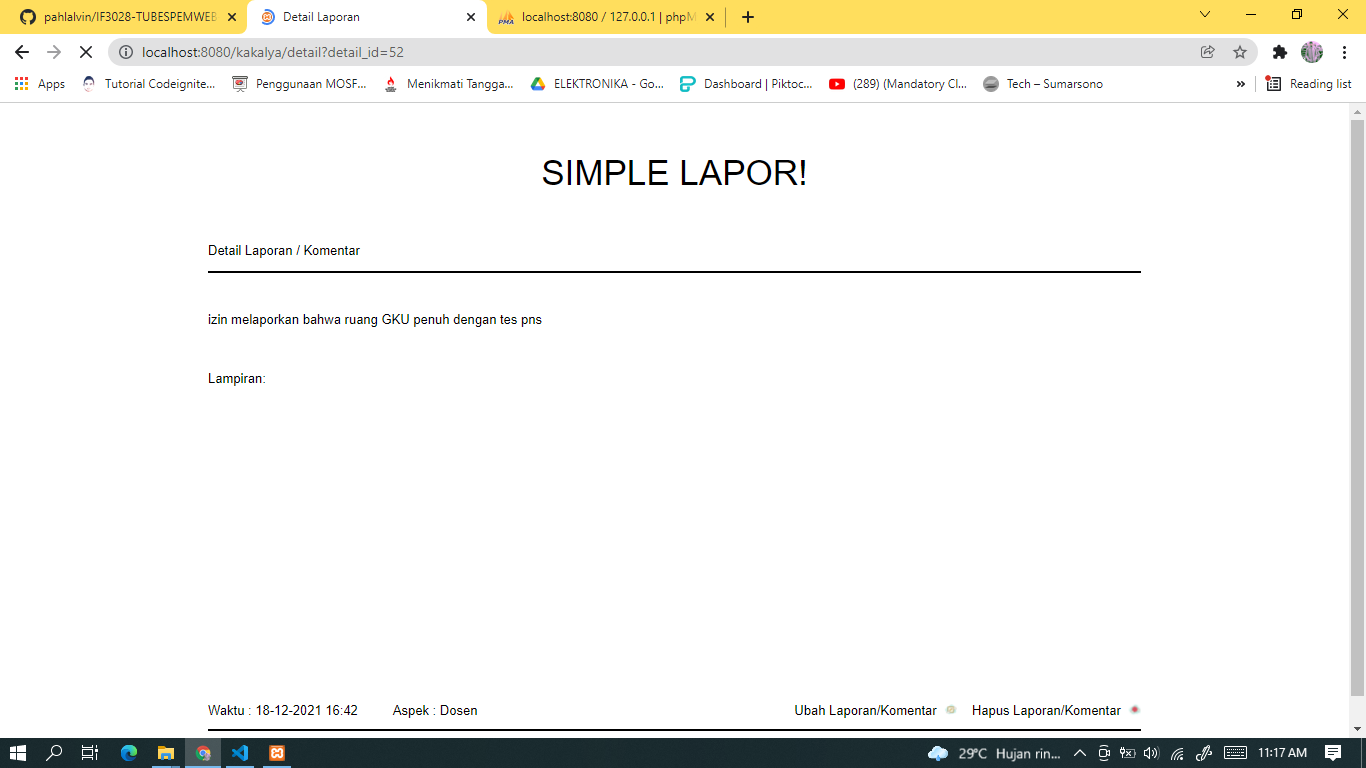 pahlalvin/IF3028-TUBESPEMWEB
Detail Laporan
localhost:8080 / 127.0.0.1 | phpM
localhost:8080/kakalya/detail?detail_id=52
Apps
Tutorial Codeignite...
Penggunaan MOSF...
Menikmati Tangga...
ELEKTRONIKA - Go...
Dashboard | Piktoc...
(289) (Mandatory Cl...
Tech – Sumarsono
»
Reading list
SIMPLE LAPOR!
Detail Laporan / Komentar
izin melaporkan bahwa ruang GKU penuh dengan tes pns
Lampiran:
Waktu : 18-12-2021 16:42
Aspek : Dosen
Ubah Laporan/Komentar
Hapus Laporan/Komentar
29°C Hujan rin...
11:17 AM